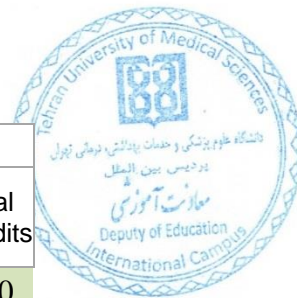 Tehran University of Medical Sciences
دانشگاه علوم پزشکی و خدمات بهداشتی، درمانی تهران
پردیس بین الملل
معاونت آموزشی
Deputy of Education
International Campus
al
dits
0